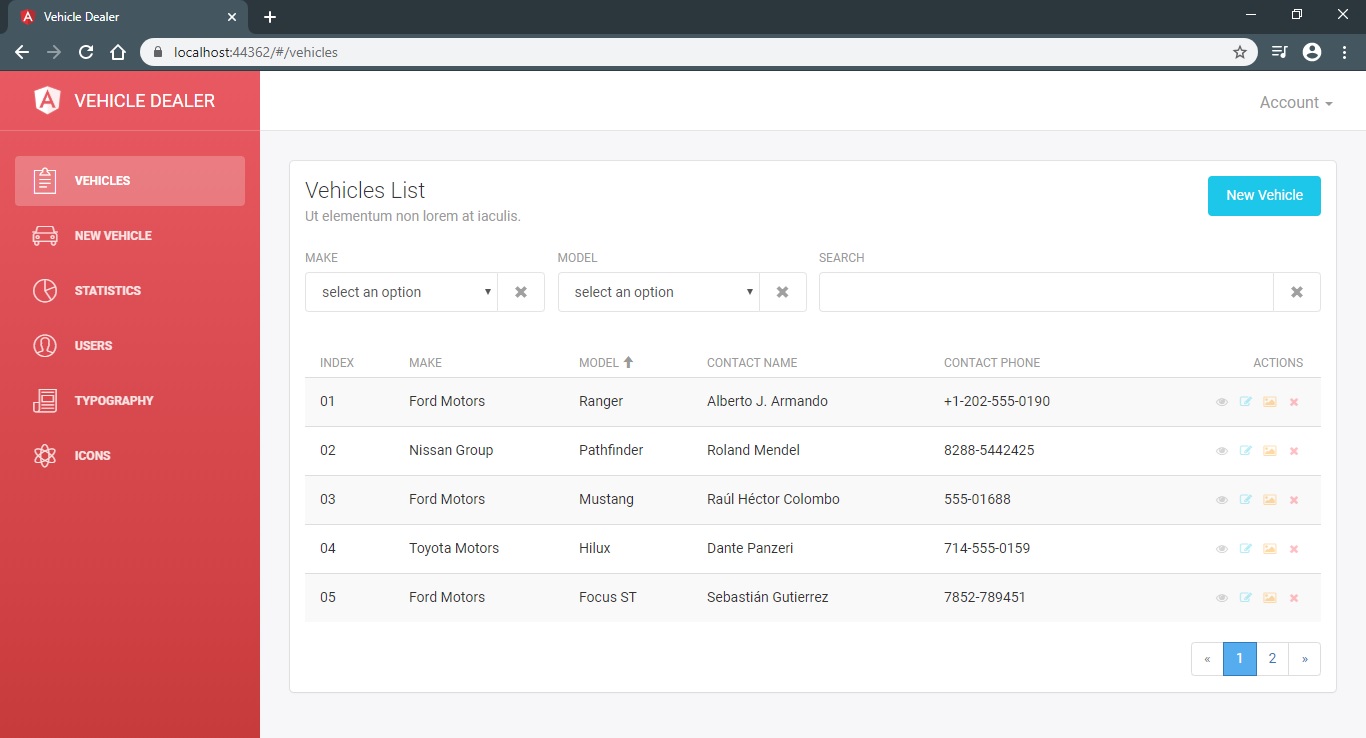 Vehicle Dealer
localhost:44362/#/vehicles
VEHICLE DEALER
Account
VEHICLES
NEW VEHICLE
STATISTICS
USERS
TYPOGRAPHY
ICONS
Vehicles List
New Vehicle
Ut elementum non lorem at iaculis.
MAKE MODEL SEARCH
select an option select an option
INDEX MAKE MODEL CONTACT NAME CONTACT PHONE ACTIONS
01 Ford Motors Ranger Alberto J. Armando +1-202-555-0190
02 Nissan Group Pathfinder Roland Mendel 8288-5442425
03 Ford Motors Mustang Raúl Héctor Colombo 555-01688
04 Toyota Motors Hilux Dante Panzeri 714-555-0159
05 Ford Motors Focus ST Sebastián Gutierrez 7852-789451
« 1 2 »